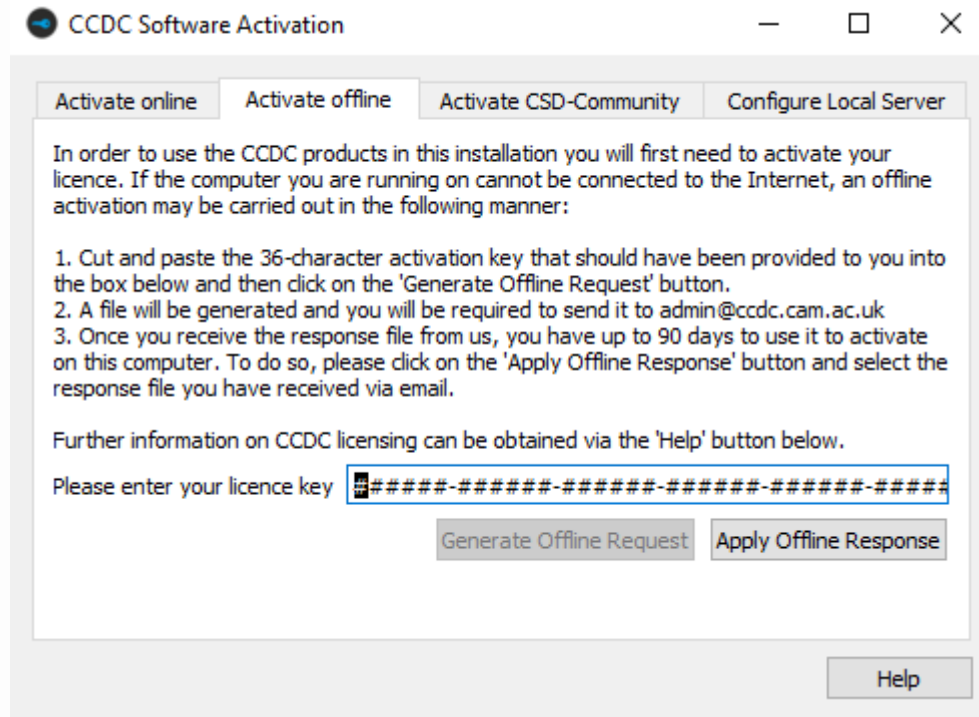 CCDC Software Activation
Activate online Activate offline Activate CSD-Community Configure Local Server
In order to use the CCDC products in this installation you will first need to activate your
licence. If the computer you are running on cannot be connected to the Internet, an offline
activation may be carried out in the following manner:
1. Cut and paste the 36-character activation key that should have been provided to you into
the box below and then click on the 'Generate Offline Request' button.
2. A file will be generated and you will be required to send it to admin@ccdc.cam.ac.uk
3. Once you receive the response file from us, you have up to 90 days to use it to activate
on this computer. To do so, please click on the 'Apply Offline Response' button and select the
response file you have received via email.
Further information on CCDC licensing can be obtained via the 'Help' button below.
Please enter your licence key ######-######-######-######-######-#####
Generate Offline Request Apply Offline Response
Help